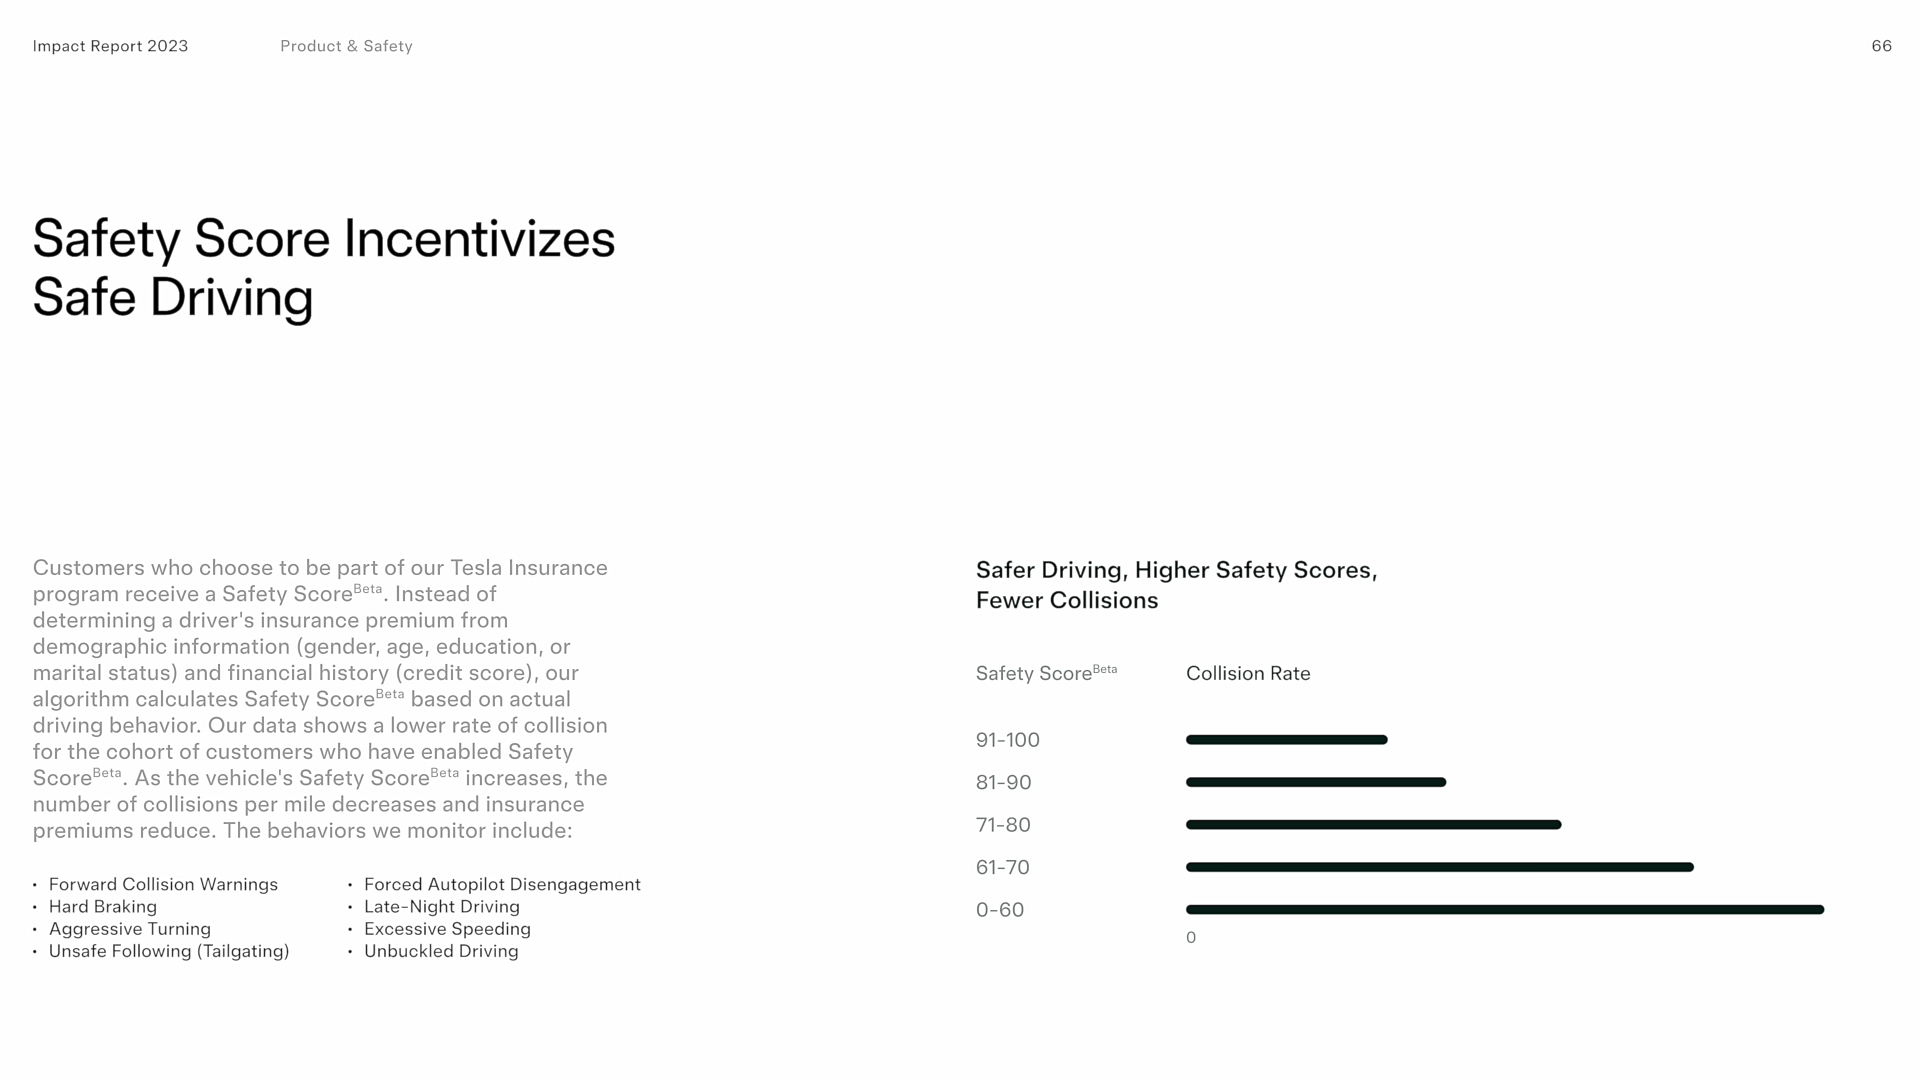 Impact Report 2023
Product & Safety
66
Safety Score Incentivizes
Safe Driving
Customers who choose to be part of our Tesla Insurance
program receive a Safety ScoreBeta. Instead of
determining a driver's insurance premium from
demographic information (gender, age, education, or
marital status) and financial history (credit score), our
algorithm calculates Safety ScoreBeta based on actual
driving behavior. Our data shows a lower rate of collision
for the cohort of customers who have enabled Safety
ScoreBeta. As the vehicle's Safety ScoreBeta increases, the
number of collisions per mile decreases and insurance
premiums reduce. The behaviors we monitor include:
• Forward Collision Warnings
• Hard Braking
• Aggressive Turning
• Unsafe Following (Tailgating)
• Forced Autopilot Disengagement
• Late-Night Driving
• Excessive Speeding
• Unbuckled Driving
Safer Driving, Higher Safety Scores,
Fewer Collisions
Safety ScoreBeta
Collision Rate
91-100
81-90
71-80
61-70
0-60
0